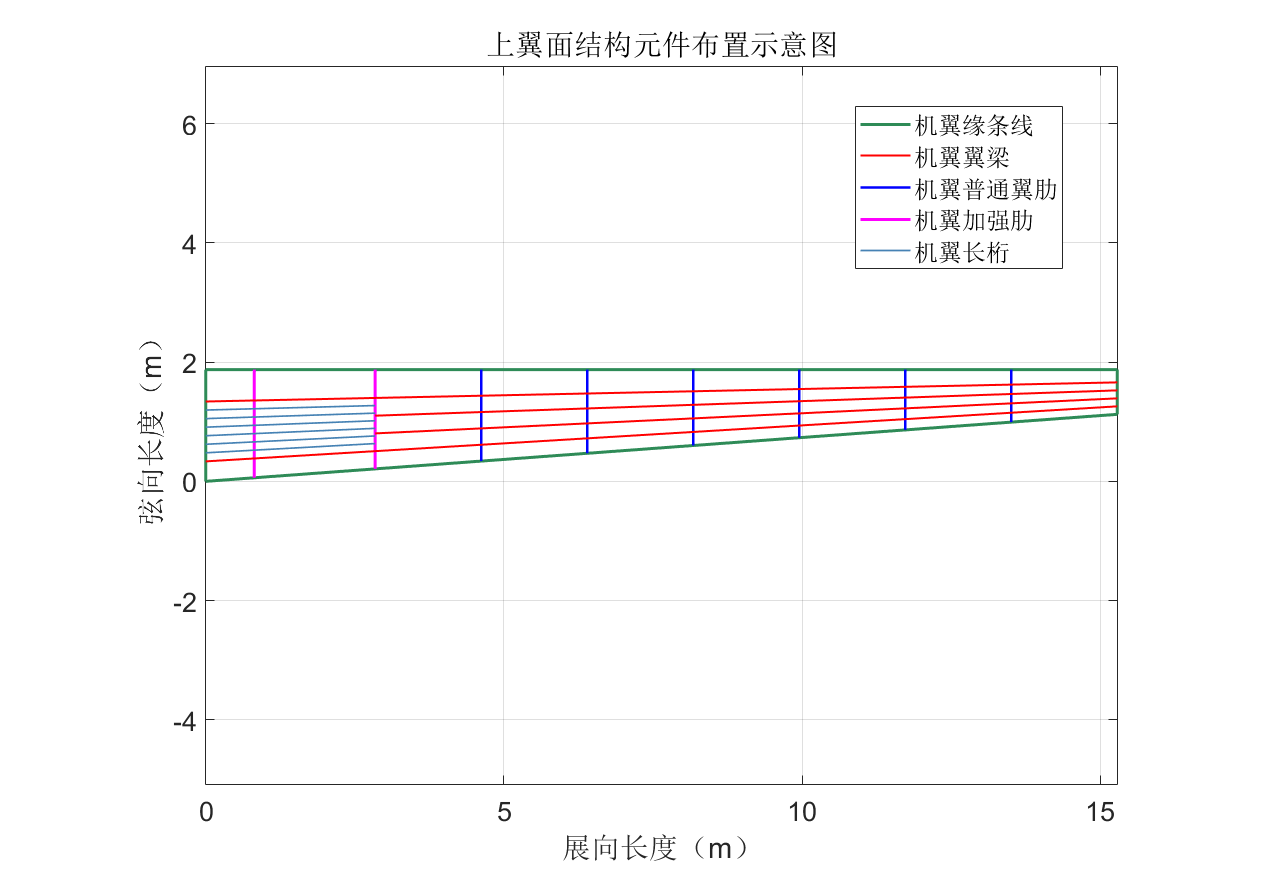 上翼面结构元件布置示意图
机翼缘条线
机翼翼梁
机翼普通翼肋
机翼加强肋
机翼长桁
弦向长度（m）
6
4
2
0
-2
-4
0
5
10
15
展向长度（m）